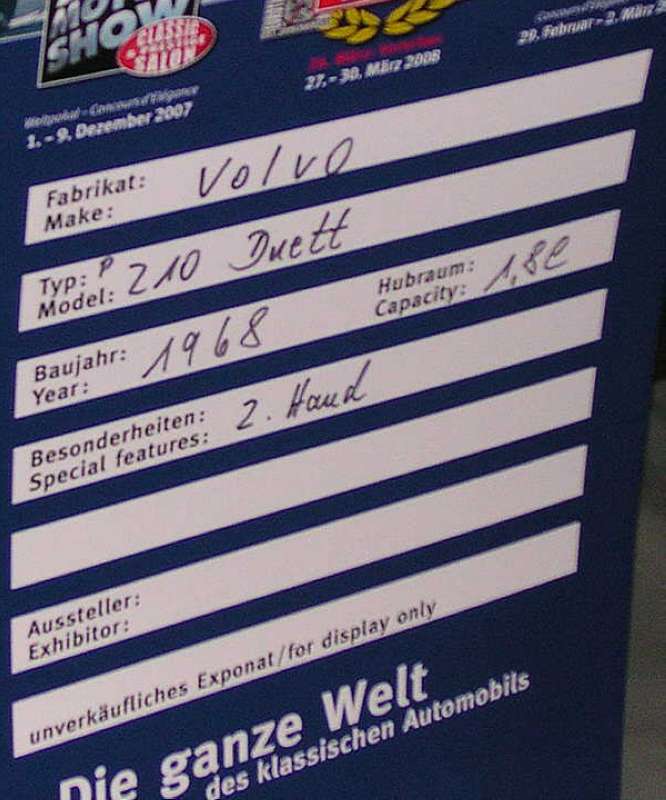 MOTOR
SHOW
CLASSIC
SALON
Weltpokal - Concours d'Elégance
1. - 9. Dezember 2007
27. - 30. März 2008
29. Februar - 2. März
Fabrikat: Volvo
Make:
Typ: P 210 Duett
Model:
Hubraum: 1,8l
Capacity:
Baujahr: 1968
Year:
Besonderheiten: 2. Hand
Special features:
Aussteller:
Exhibitor:
unverkäufliches Exponat/for display only
Die ganze Welt
des klassischen Automobils